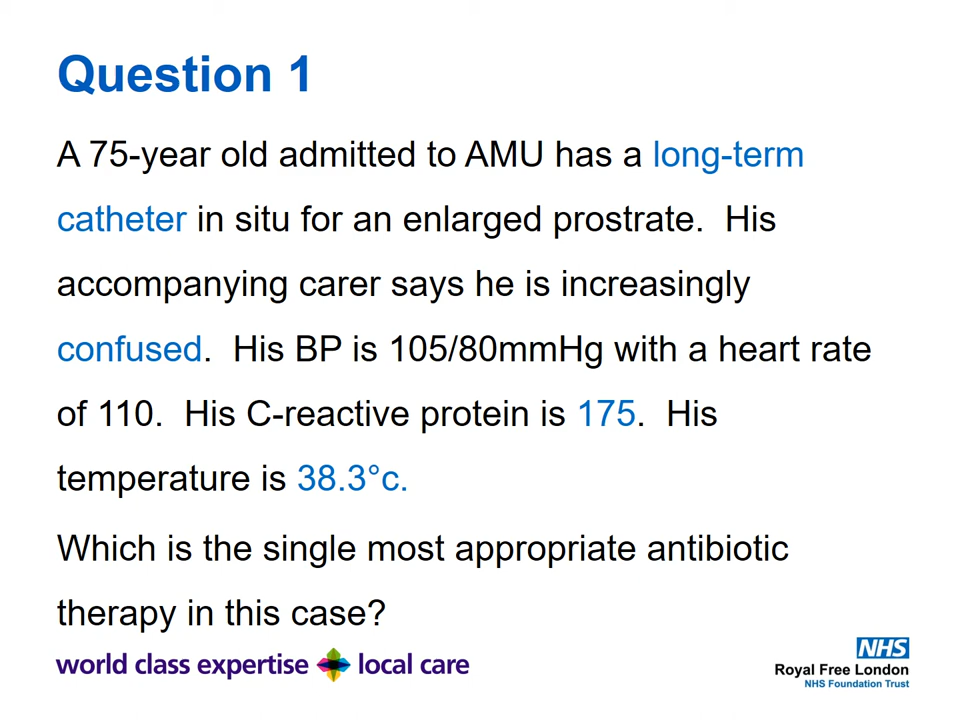 Question 1
A 75-year old admitted to AMU has a long-term
catheter in situ for an enlarged prostrate.  His
accompanying carer says he is increasingly
confused.  His BP is 105/80mmHg with a heart rate
of 110.  His C-reactive protein is 175.  His
temperature is 38.3°c.
Which is the single most appropriate antibiotic
therapy in this case?
world class expertise local care
NHS
Royal Free London
NHS Foundation Trust